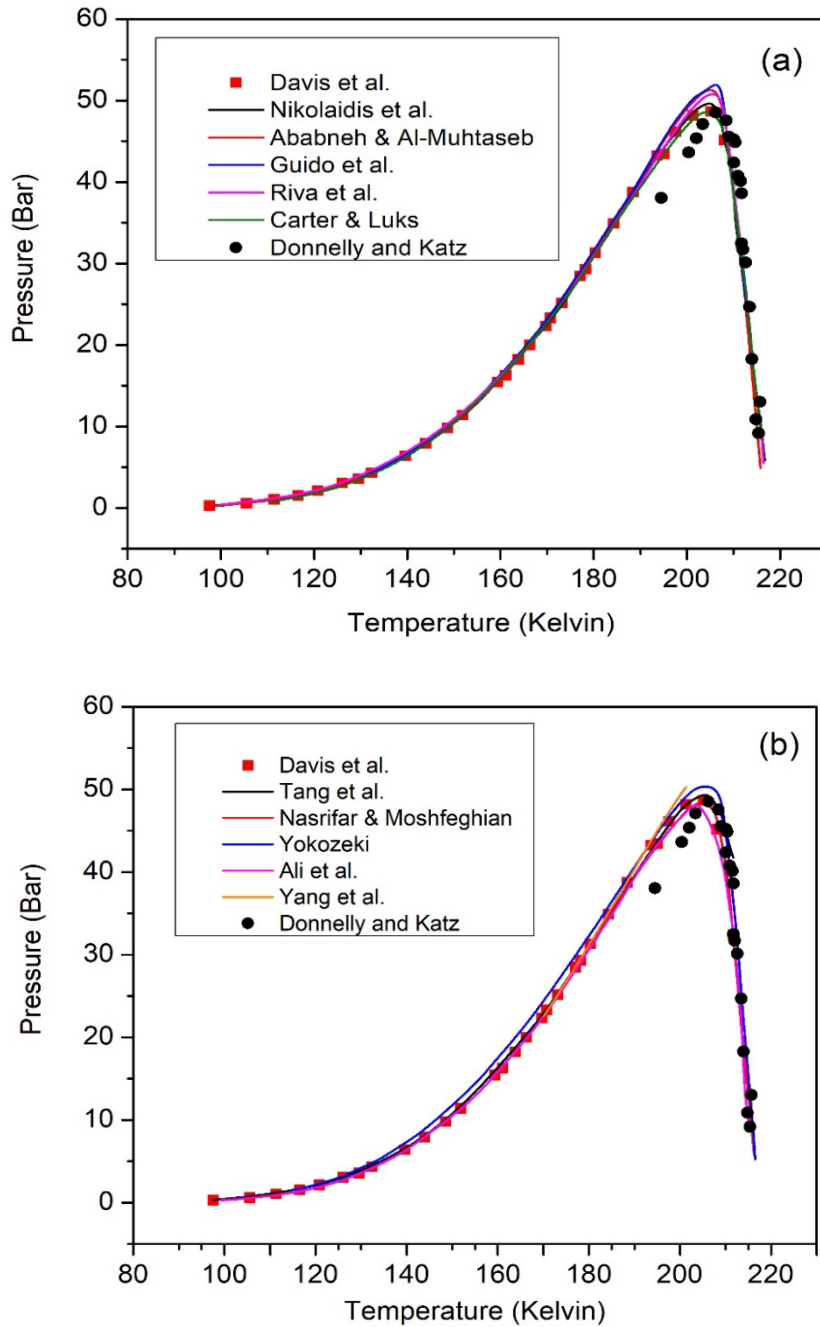 60
50
40
30
20
10
0
Pressure (Bar)
(a)
Davis et al.
Nikolaidis et al.
Ababneh & Al-Muhtaseb
Guido et al.
Riva et al.
Carter & Luks
Donnelly and Katz
80 100 120 140 160 180 200 220
Temperature (Kelvin)
60
50
40
30
20
10
0
Pressure (Bar)
(b)
Davis et al.
Tang et al.
Nasrifar & Moshfeghian
Yokozeki
Ali et al.
Yang et al.
Donnelly and Katz
80 100 120 140 160 180 200 220
Temperature (Kelvin)